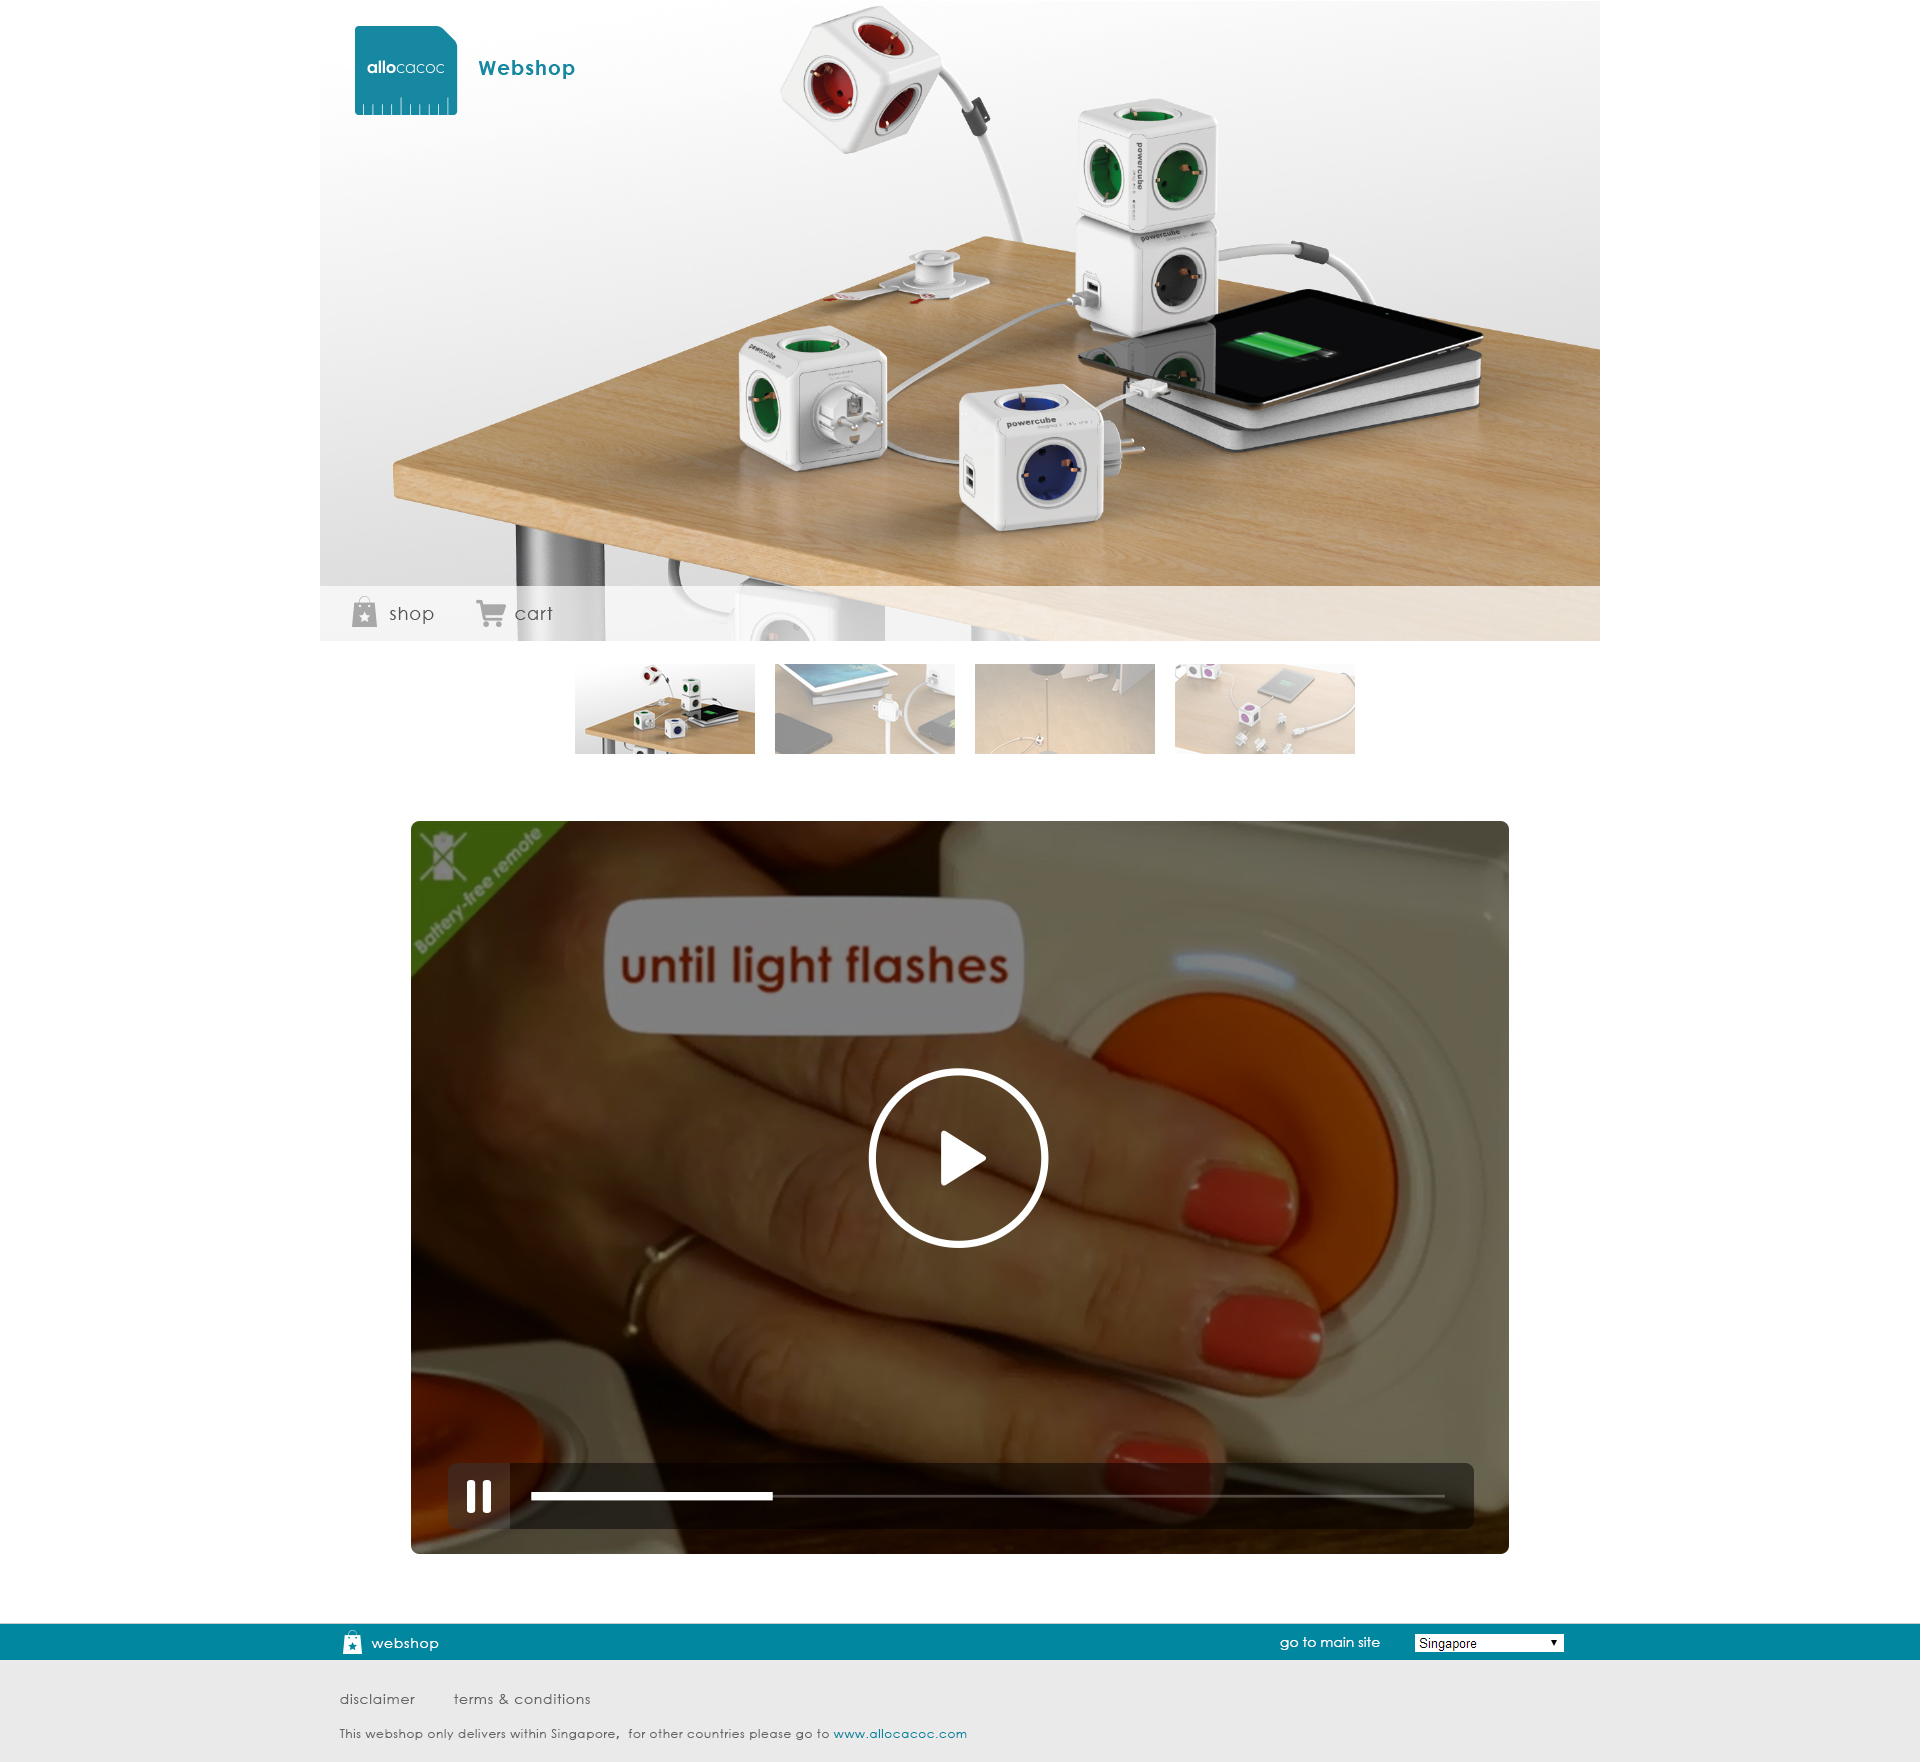 allocacoc
Webshop
powercube
powercube
powercube
powercube
shop
cart
Battery-free remote
until light flashes
webshop
go to main site
Singapore
disclaimer
terms & conditions
This webshop only delivers within Singapore, for other countries please go to www.allocacoc.com